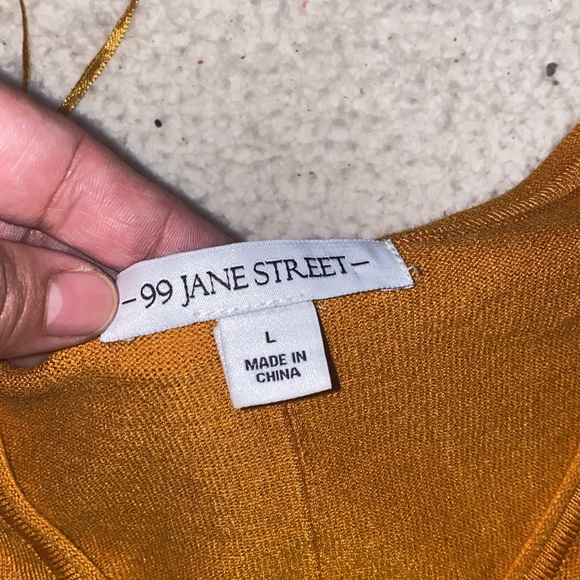 -99 JANE STREET-
L
MADE IN
CHINA